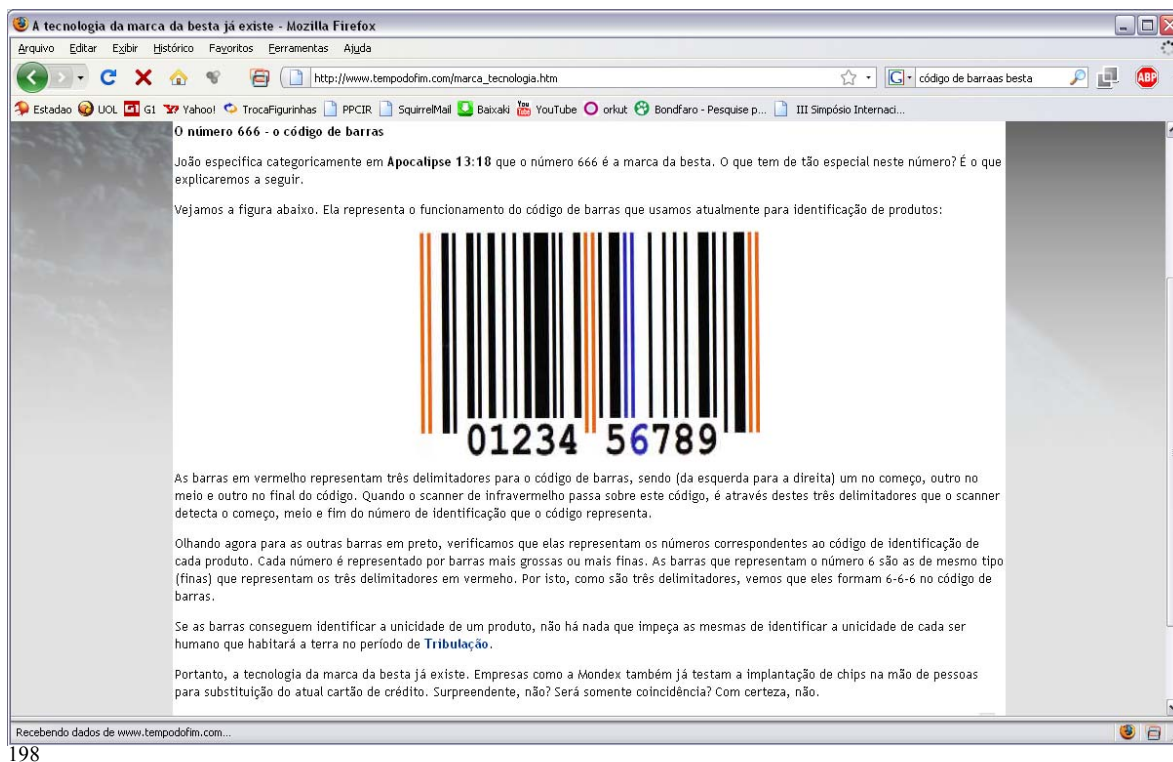 A tecnologia da marca da besta já existe - Mozilla Firefox
Arquivo Editar Exibir Histórico Favoritos Ferramentas Ajuda
http://www.tempodofim.com/marca_tecnologia.htm
G código de barraas besta
ABP
Estadao UOL G1 Yahoo! TrocaFigurinhas PPCIR SquirrelMail Baixaki YouTube orkut Bondfaro - Pesquise p... III Simpósio Internaci...
O número 666 - o código de barras
João especifica categoricamente em Apocalipse 13:18 que o número 666 é a marca da besta. O que tem de tão especial neste número? É o que
explicaremos a seguir.
Vejamos a figura abaixo. Ela representa o funcionamento do código de barras que usamos atualmente para identificação de produtos:
01234 56789
As barras em vermelho representam três delimitadores para o código de barras, sendo (da esquerda para a direita) um no começo, outro no
meio e outro no final do código. Quando o scanner de infravermelho passa sobre este código, é através destes três delimitadores que o scanner
detecta o começo, meio e fim do número de identificação que o código representa.
Olhando agora para as outras barras em preto, verificamos que elas representam os números correspondentes ao código de identificação de
cada produto. Cada número é representado por barras mais grossas ou mais finas. As barras que representam o número 6 são as de mesmo tipo
(finas) que representam os três delimitadores em vermeho. Por isto, como são três delimitadores, vemos que eles formam 6-6-6 no código de
barras.
Se as barras conseguem identificar a unicidade de um produto, não há nada que impeça as mesmas de identificar a unicidade de cada ser
humano que habitará a terra no período de Tribulação.
Portanto, a tecnologia da marca da besta já existe. Empresas como a Mondex também já testam a implantação de chips na mão de pessoas
para substituição do atual cartão de crédito. Surpreendente, não? Será somente coincidência? Com certeza, não.
Recebendo dados de www.tempodofim.com...
198